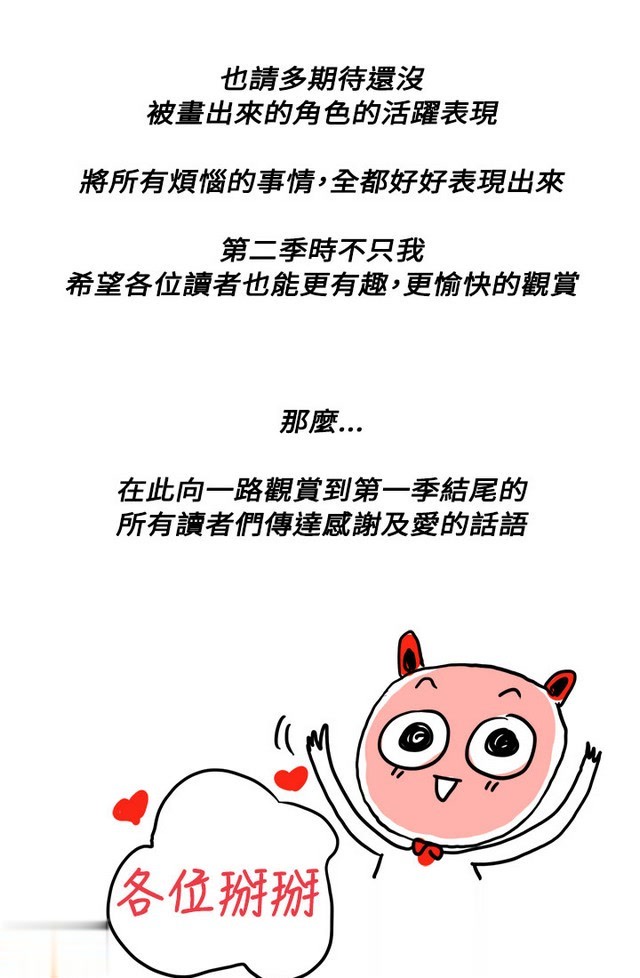 也請多期待還沒
被畫出來的角色的活躍表現
將所有煩惱的事情，全都好好表現出來
第二季時不只我
希望各位讀者也能更有趣，更愉快的觀賞
那麼...
在此向一路觀賞到第一季結尾的
所有讀者們傳達感謝及愛的話語
各位掰掰